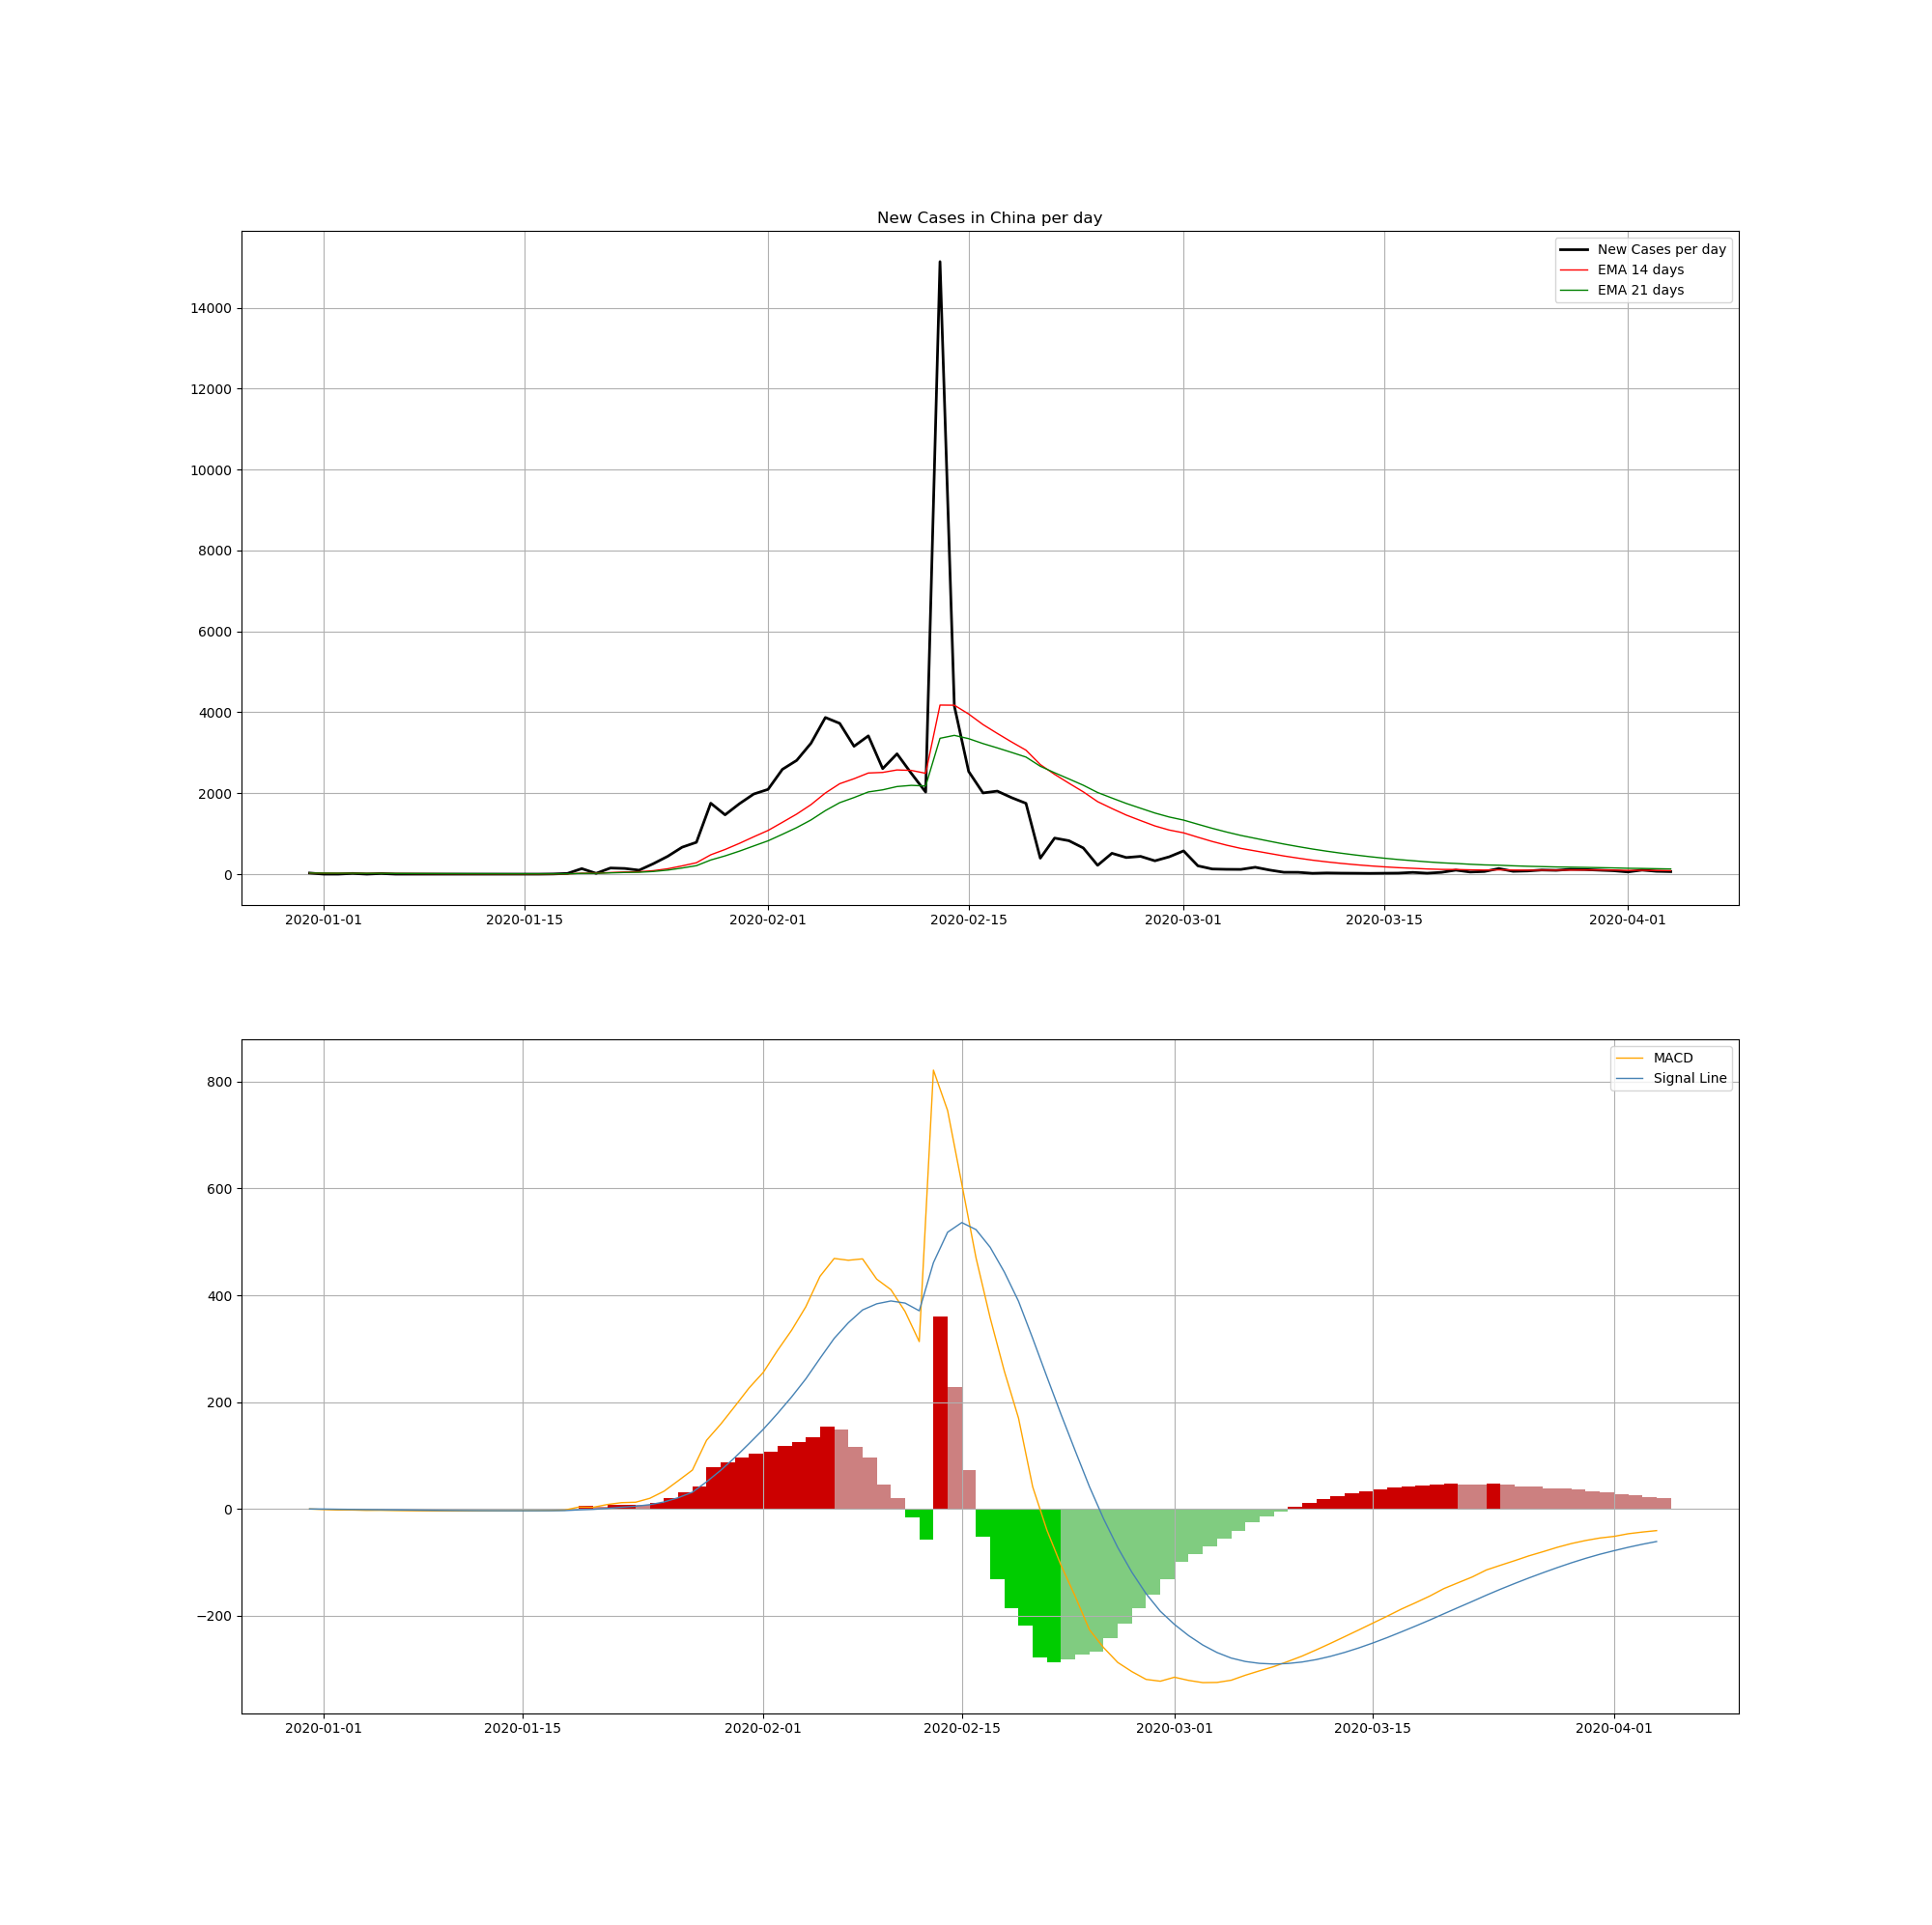 New Cases in China per day
New Cases per day
EMA 14 days
EMA 21 days
14000
12000
10000
8000
6000
4000
2000
0
2020-01-01 2020-01-15 2020-02-01 2020-02-15 2020-03-01 2020-03-15 2020-04-01
MACD
Signal Line
800
600
400
200
0
−200
2020-01-01 2020-01-15 2020-02-01 2020-02-15 2020-03-01 2020-03-15 2020-04-01